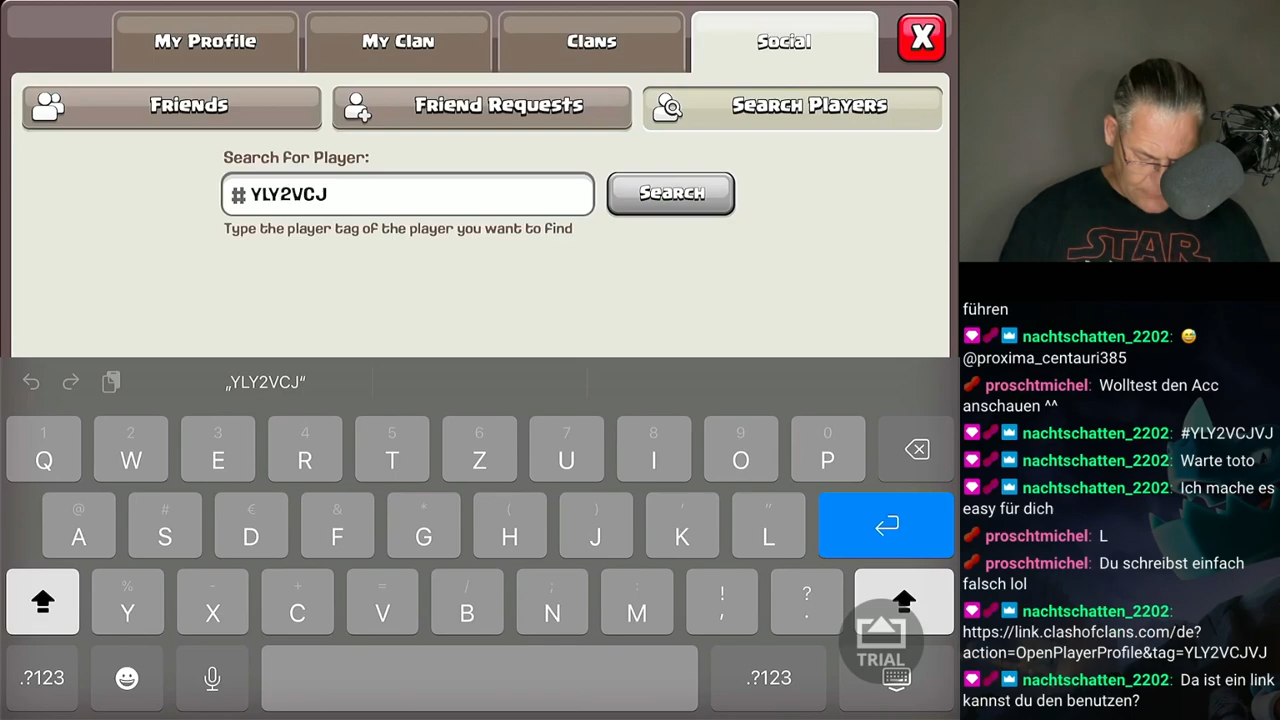 My Profile
My Clan
Clans
Social
X
Friends
Friend Requests
Search Players
Search for Player:
# YLY2VCJ
Search
Type the player tag of the player you want to find
„YLY2VCJ“
1 2 3 4 5 6 7 8 9 0
Q W E R T Z U I O P
@ # € & * ( ) ' "
A S D F G H J K L
% - + = / ; : ! ?
Y X C V B N M , .
.?123
.?123
TRIAL
STAR
führen
nachtschatten_2202: 😅
@proxima_centauri385
proschtmichel: Wolltest den Acc
anschauen ^^
nachtschatten_2202: #YLY2VCJVJ
nachtschatten_2202: Warte toto
nachtschatten_2202: Ich mache es
easy für dich
proschtmichel: L
proschtmichel: Du schreibst einfach
falsch lol
nachtschatten_2202:
https://link.clashofclans.com/de?
action=OpenPlayerProfile&tag=YLY2VCJVJ
nachtschatten_2202: Da ist ein link
kannst du den benutzen?